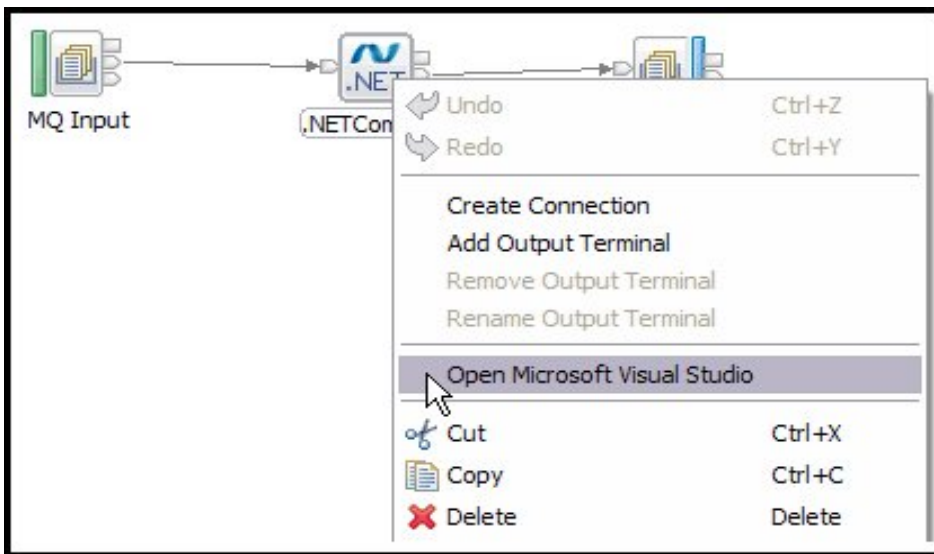 .NET
MQ Input
.NETCom
Undo Ctrl+Z
Redo Ctrl+Y
Create Connection
Add Output Terminal
Remove Output Terminal
Rename Output Terminal
Open Microsoft Visual Studio
Cut Ctrl+X
Copy Ctrl+C
Delete Delete